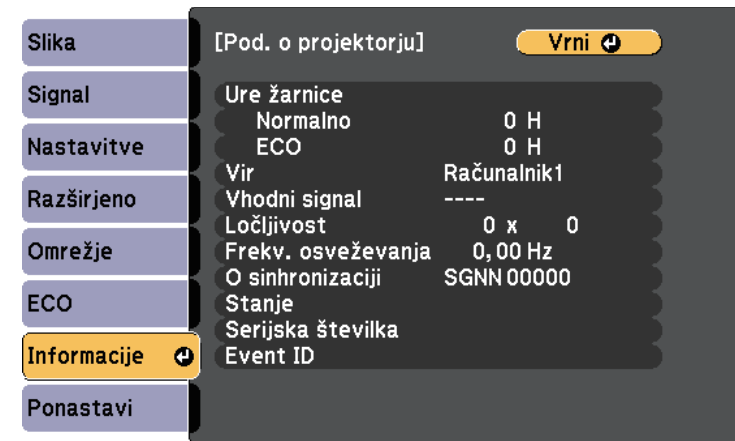 Slika
Signal
Nastavitve
Razširjeno
Omrežje
ECO
Informacije
Ponastavi
[Pod. o projektorju] Vrni
Ure žarnice
Normalno 0 H
ECO 0 H
Vir Računalnik1
Vhodni signal ----
Ločljivost 0 x 0
Frekv. osveževanja 0,00 Hz
O sinhronizaciji SGNN 00000
Stanje
Serijska številka
Event ID